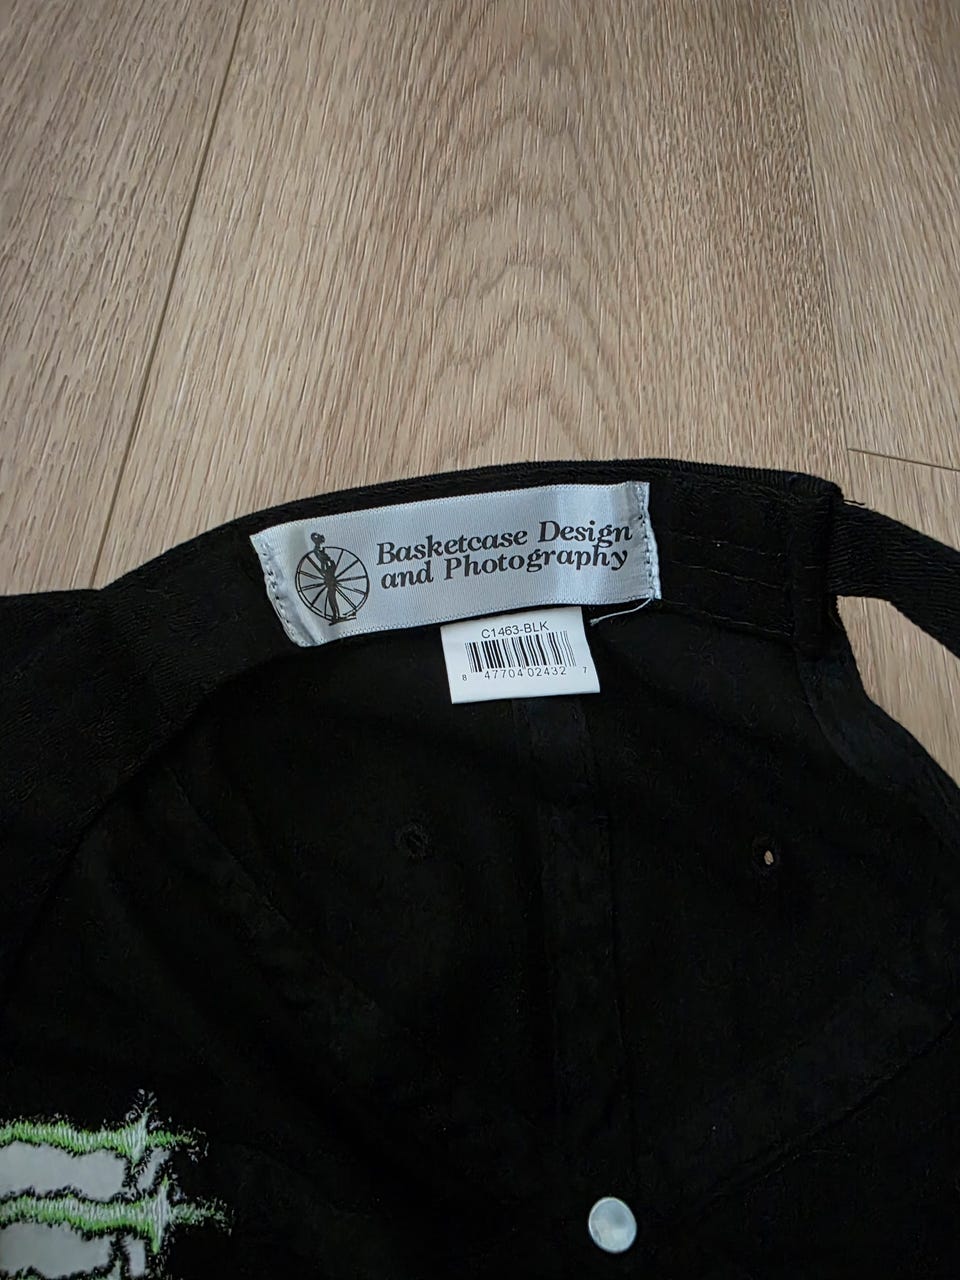 Basketcase Design
and Photography
C1463-BLK
8 47704 02432 7